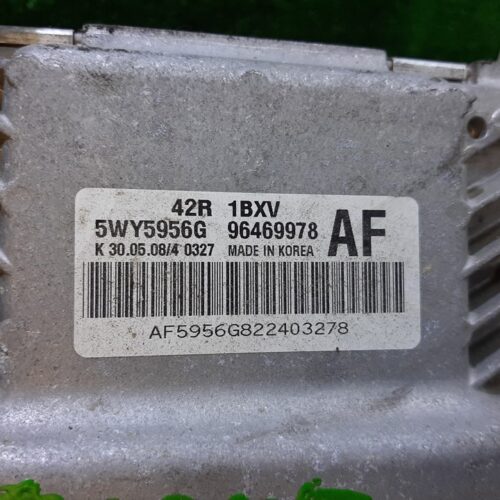 42R 1BXV
5WY5956G 96469978 AF
K 30.05.08/4 0327 MADE IN KOREA
AF5956G822403278